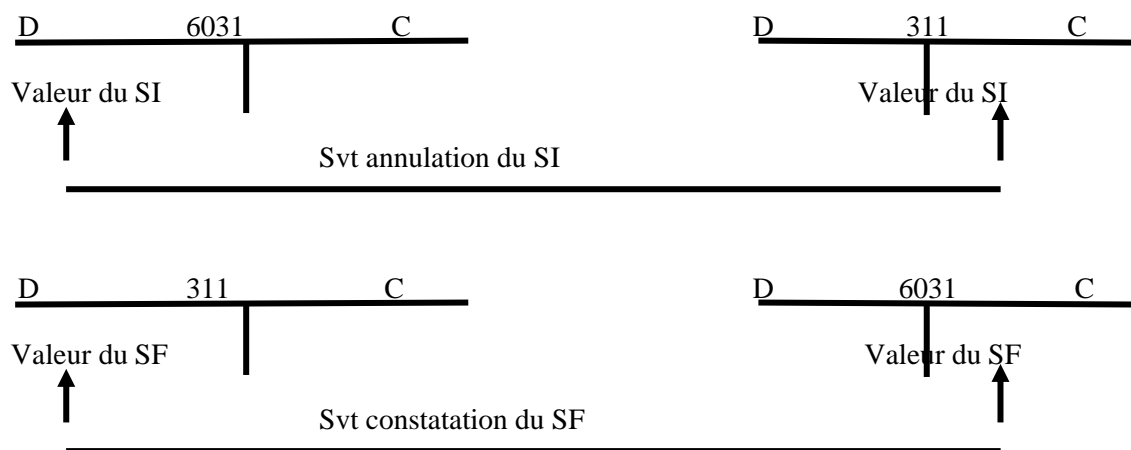 D 6031 C D 311 C
Valeur du SI Valeur du SI
Svt annulation du SI
D 311 C D 6031 C
Valeur du SF Valeur du SF
Svt constatation du SF